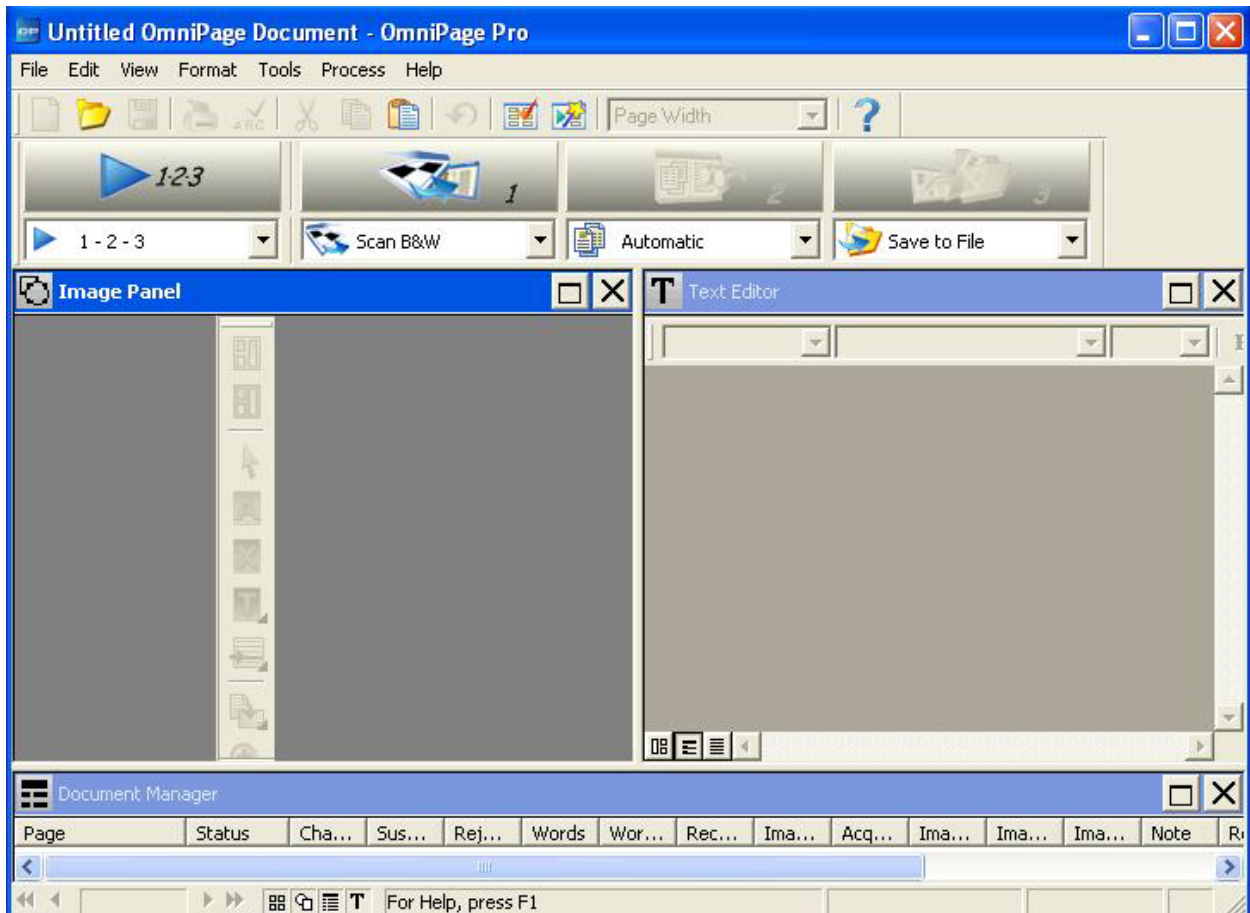 OP Untitled OmniPage Document - OmniPage Pro
File Edit View Format Tools Process Help
ABC Page Width ?
1-2-3 1 2 3
1 - 2 - 3 Scan B&W Automatic Save to File
Image Panel T Text Editor
Document Manager
Page Status Cha... Sus... Rej... Words Wor... Rec... Ima... Acq... Ima... Ima... Ima... Note
T For Help, press F1